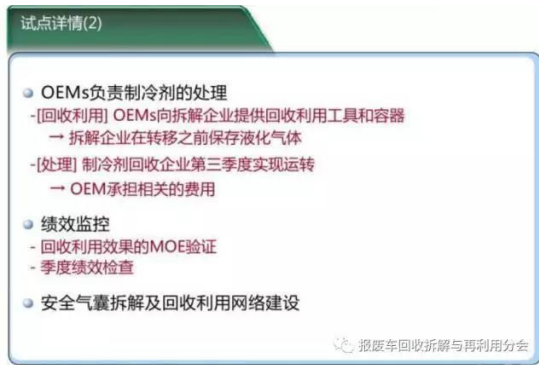 试点详情(2)
OEMs负责制冷剂的处理
-[回收利用] OEMs向拆解企业提供回收利用工具和容器
→ 拆解企业在转移之前保存液化气体
-[处理] 制冷剂回收企业第三季度实现运转
→ OEM承担相关的费用
绩效监控
- 回收利用效果的MOE验证
- 季度绩效检查
安全气囊拆解及回收利用网络建设
报废车回收拆解与再利用分会